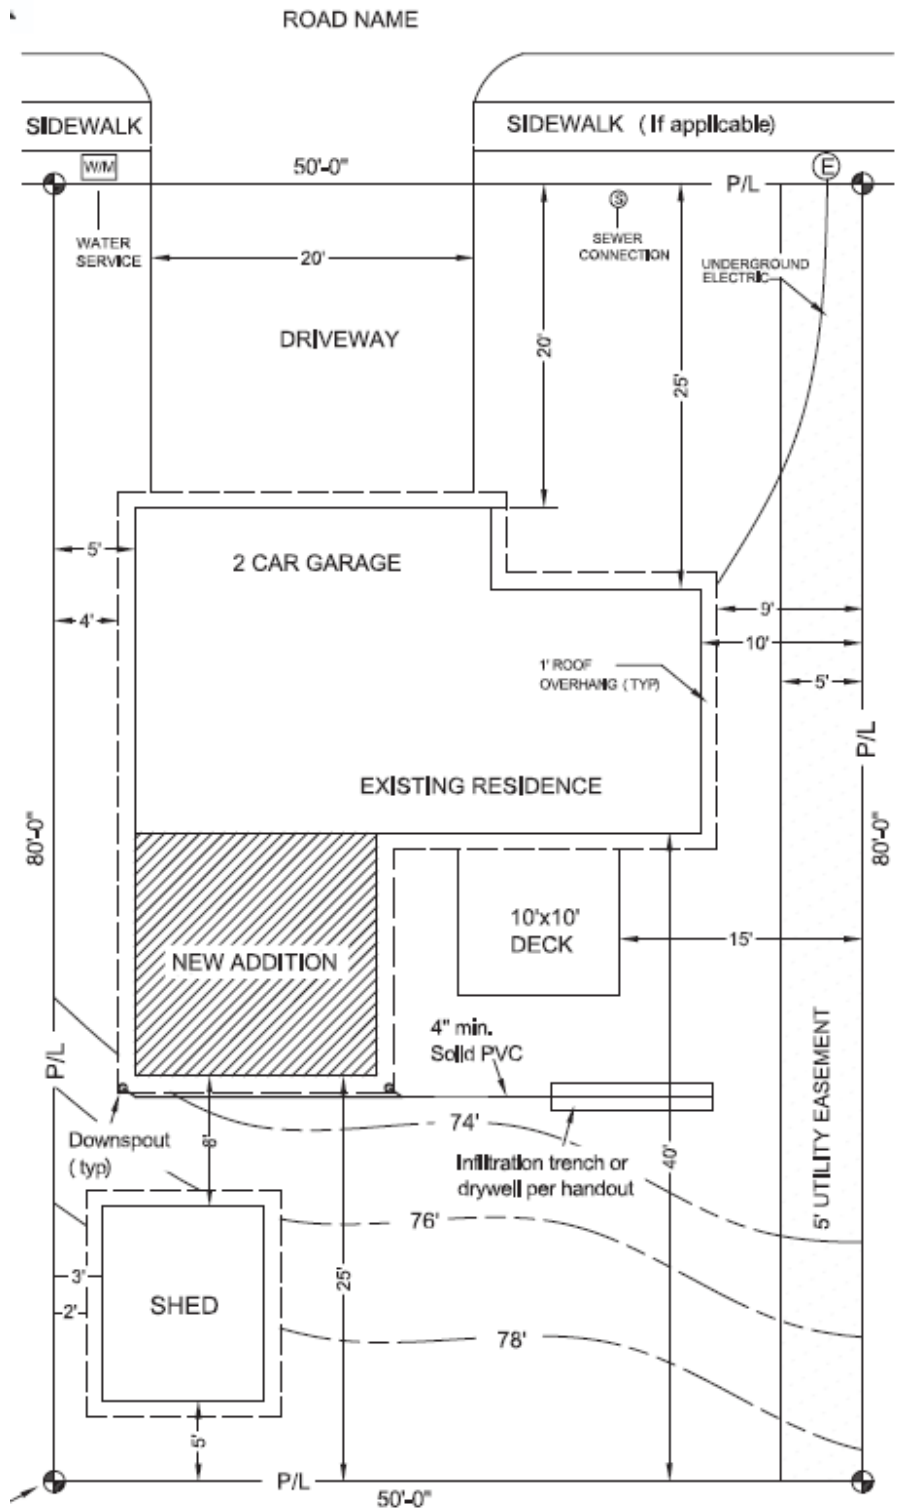 ROAD NAME
SIDEWALK
SIDEWALK ( If applicable)
W/M
50'-0"
P/L
E
S
WATER
SERVICE
SEWER
CONNECTION
UNDERGROUND
ELECTRIC
20'
DRIVEWAY
20'
25'
5'
2 CAR GARAGE
4'
9'
10'
1' ROOF
OVERHANG ( TYP)
5'
P/L
EXISTING RESIDENCE
80'-0"
80'-0"
10'x10'
DECK
15'
NEW ADDITION
4" min.
Solid PVC
P/L
5' UTILITY EASEMENT
Downspout
( typ)
6'
74'
40'
Infiltration trench or
drywell per handout
76'
3'
25'
2'
SHED
78'
5'
P/L
50'-0"